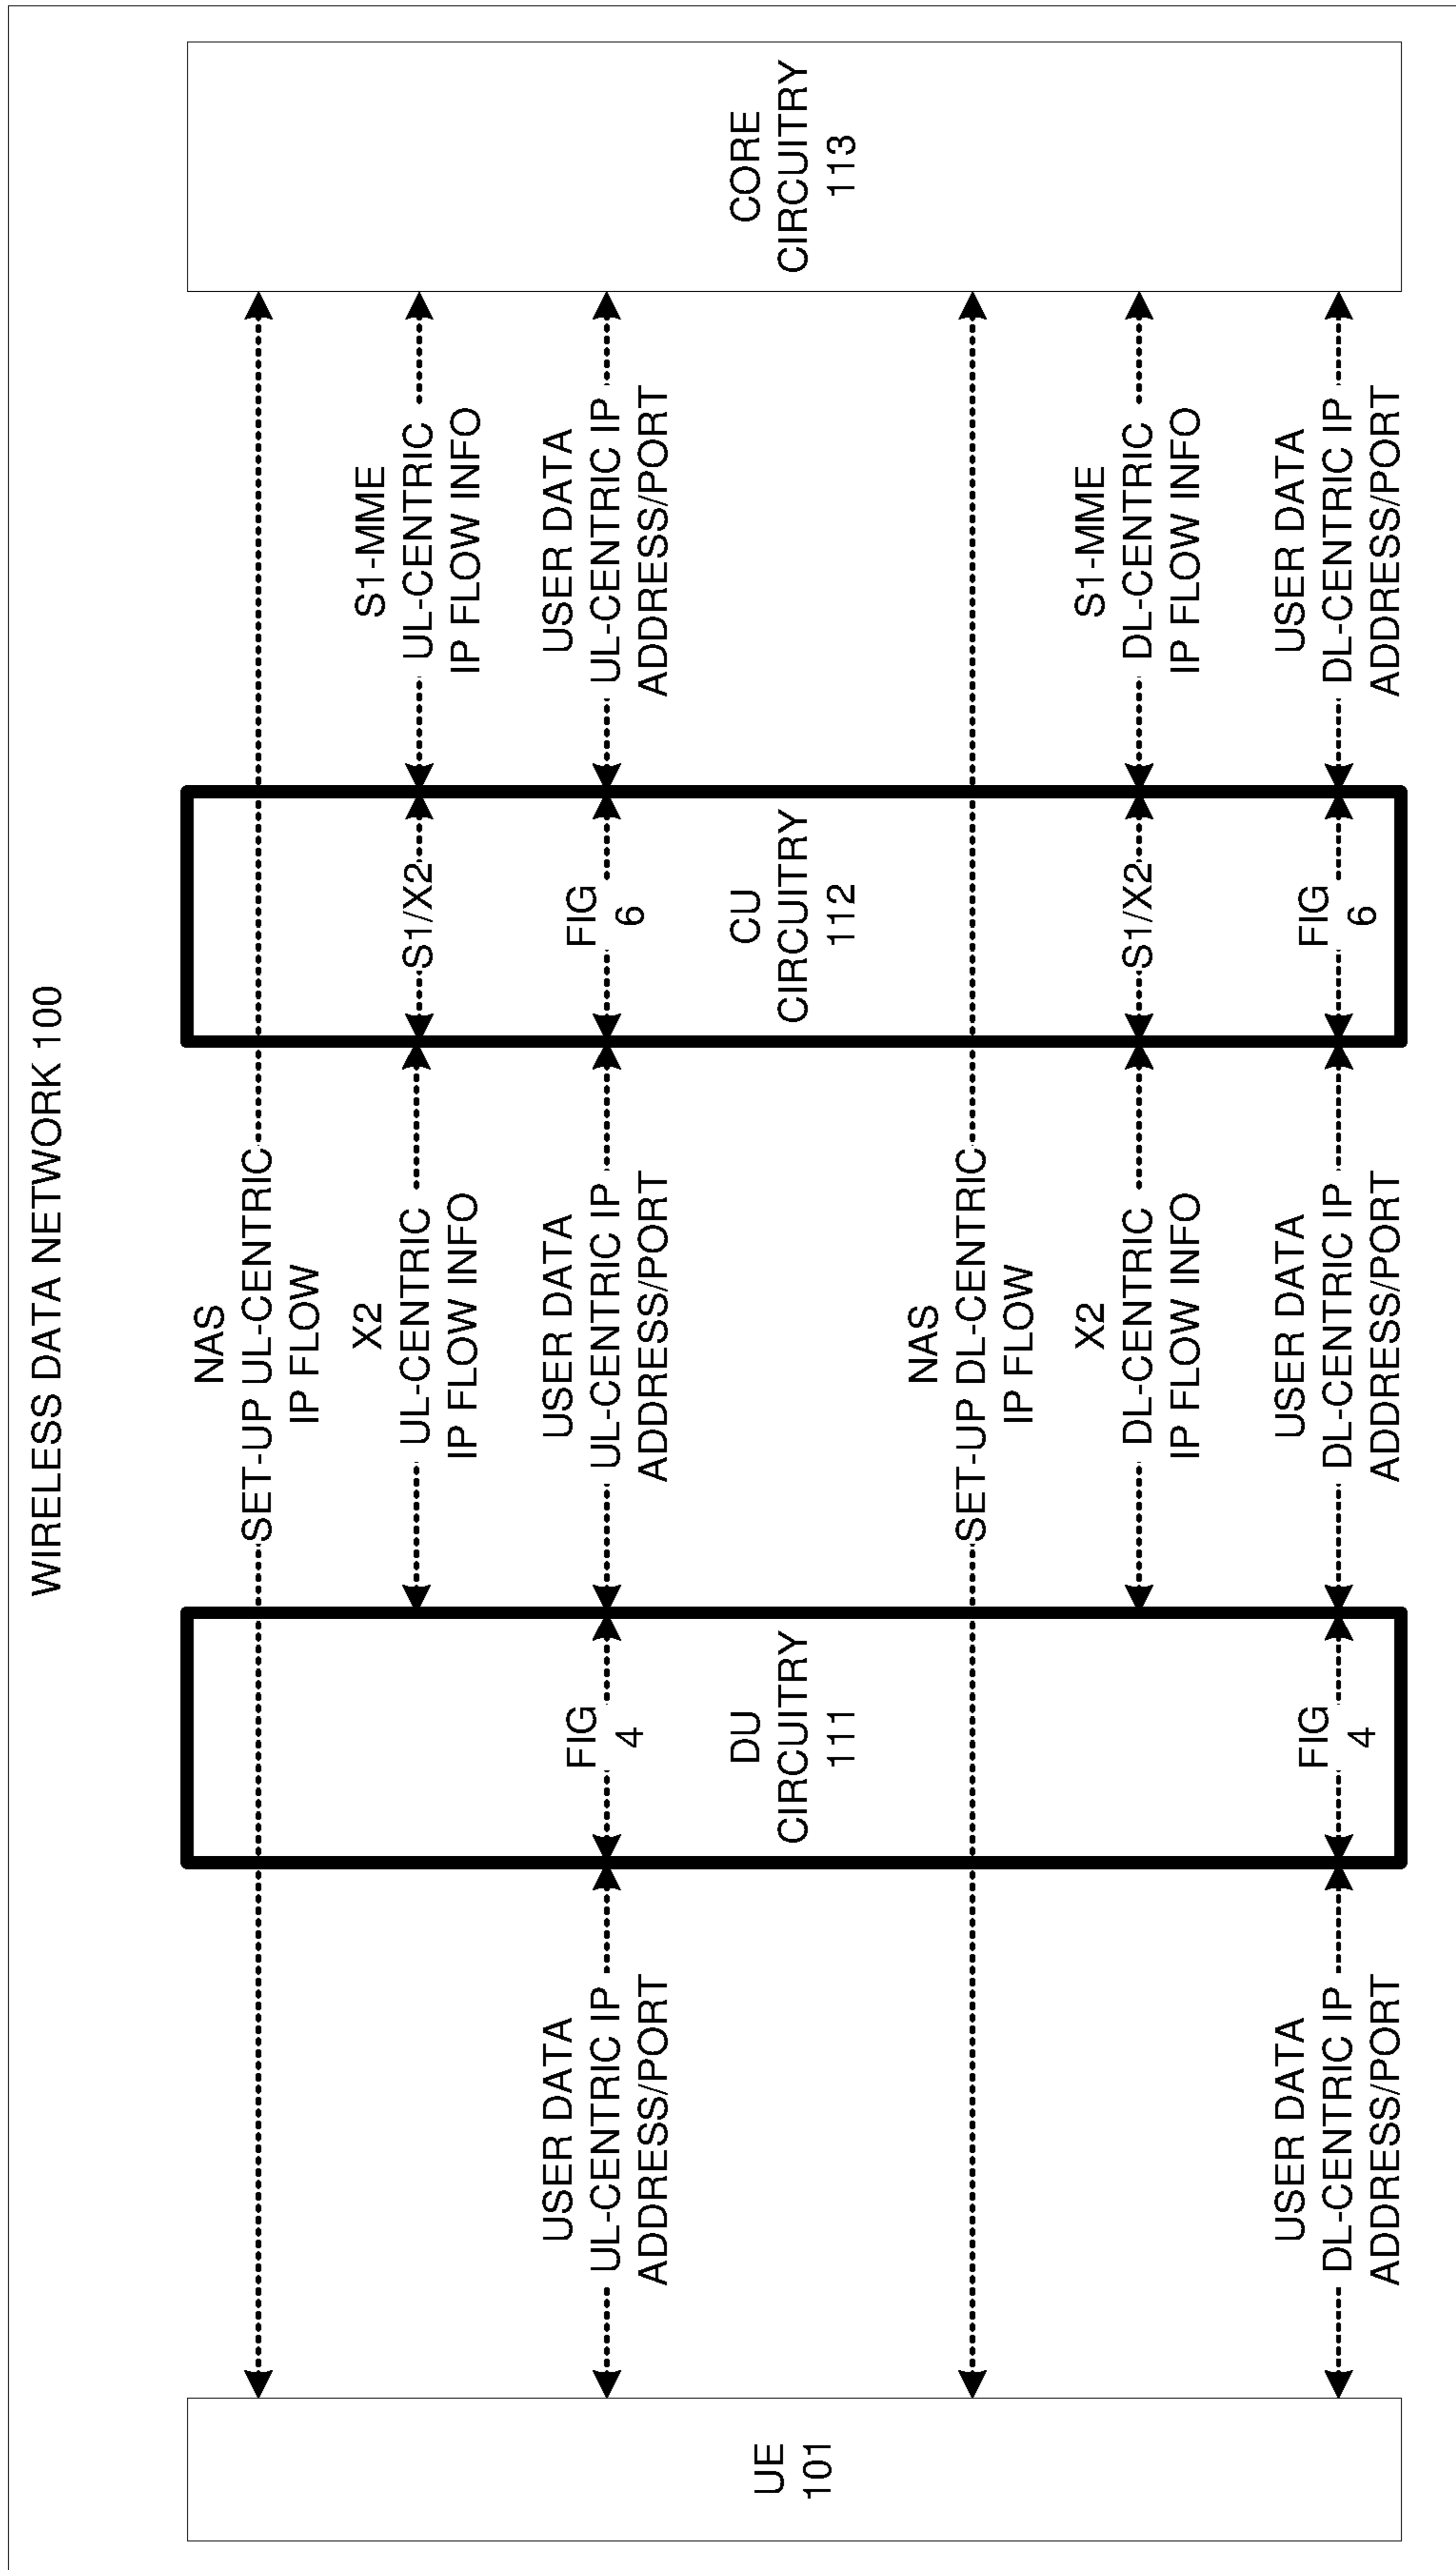 WIRELESS DATA NETWORK 100
UE
101
DU
CIRCUITRY
111
CU
CIRCUITRY
112
CORE
CIRCUITRY
113
NAS
SET-UP UL-CENTRIC
IP FLOW
X2
UL-CENTRIC
IP FLOW INFO
S1/X2
S1-MME
UL-CENTRIC
IP FLOW INFO
USER DATA
UL-CENTRIC IP
ADDRESS/PORT
FIG
4
USER DATA
UL-CENTRIC IP
ADDRESS/PORT
FIG
6
USER DATA
UL-CENTRIC IP
ADDRESS/PORT
NAS
SET-UP DL-CENTRIC
IP FLOW
X2
DL-CENTRIC
IP FLOW INFO
S1/X2
S1-MME
DL-CENTRIC
IP FLOW INFO
USER DATA
DL-CENTRIC IP
ADDRESS/PORT
FIG
4
USER DATA
DL-CENTRIC IP
ADDRESS/PORT
FIG
6
USER DATA
DL-CENTRIC IP
ADDRESS/PORT